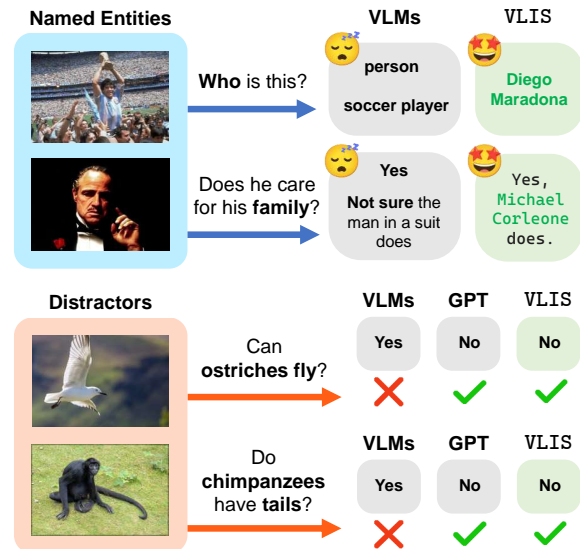 Named Entities
VLMs
VLIS
Who is this?
person
soccer player
Diego
Maradona
Does he care
for his family?
Yes
Not sure the
man in a suit
does
Yes,
Michael
Corleone
does.
Distractors
VLMs
GPT
VLIS
Can
ostriches fly?
Yes
No
No
VLMs
GPT
VLIS
Do
chimpanzees
have tails?
Yes
No
No